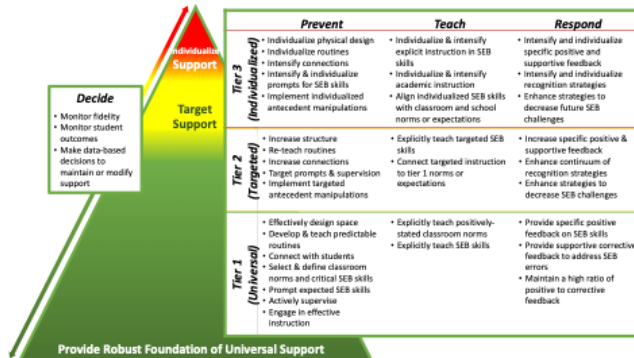 Individualize
Support
Target
Support
Provide Robust Foundation of Universal Support
Decide
• Monitor fidelity
• Monitor student
outcomes
• Make data-based
decisions to
maintain or modify
support
Prevent
Teach
Respond
Tier 3
(Individualized)
• Individualize physical design
• Individualize routines
• Intensify connections
• Intensify & individualize
prompts for SEB skills
• Implement individualized
antecedent manipulations
• Individualize & intensify
explicit instruction in SEB
skills
• Individualize & intensify
academic instruction
• Align individualized SEB skills
with classroom and school
norms or expectations
• Intensify and individualize
specific positive and
supportive feedback
• Intensify and individualize
recognition strategies
• Enhance strategies to
decrease future SEB
challenges
Tier 2
(Targeted)
• Increase structure
• Re-teach routines
• Increase connections
• Target prompts & supervision
• Implement targeted
antecedent manipulations
• Explicitly teach targeted SEB
skills
• Connect targeted instruction
to tier 1 norms or
expectations
• Increase specific positive &
supportive feedback
• Enhance continuum of
recognition strategies
• Enhance strategies to
decrease SEB challenges
Tier 1
(Universal)
• Effectively design space
• Develop & teach predictable
routines
• Connect with students
• Select & define classroom
norms and critical SEB skills
• Prompt expected SEB skills
• Actively supervise
• Engage in effective
instruction
• Explicitly teach positively-
stated classroom norms
• Explicitly teach SEB skills
• Provide specific positive
feedback on SEB skills
• Provide supportive corrective
feedback to address SEB
errors
• Maintain a high ratio of
positive to corrective
feedback